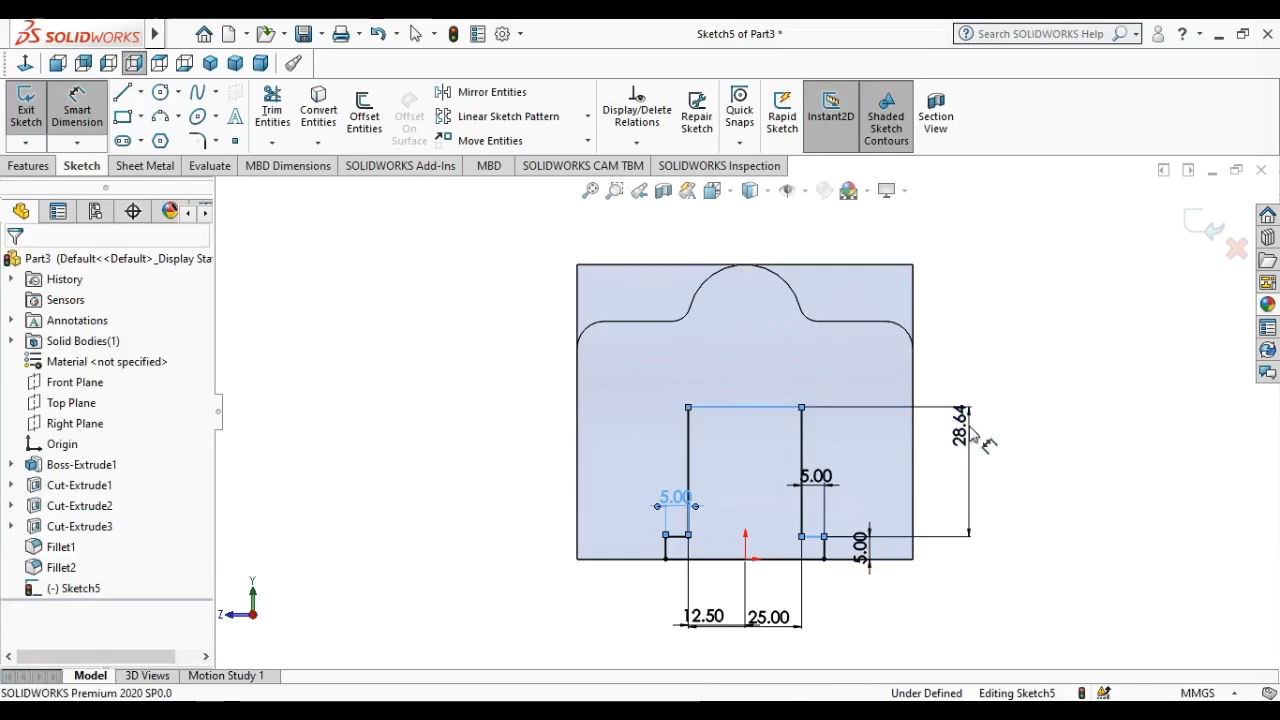 SOLIDWORKS
Sketch5 of Part3 *
Search SOLIDWORKS Help
Exit Sketch
Smart Dimension
Trim Entities
Convert Entities
Offset Entities
Offset On Surface
Mirror Entities
Linear Sketch Pattern
Move Entities
Display/Delete Relations
Repair Sketch
Quick Snaps
Rapid Sketch
Instant2D
Shaded Sketch Contours
Section View
Features
Sketch
Sheet Metal
Evaluate
MBD Dimensions
SOLIDWORKS Add-Ins
MBD
SOLIDWORKS CAM TBM
SOLIDWORKS Inspection
Part3 (Default<<Default>_Display Sta
History
Sensors
Annotations
Solid Bodies(1)
Material <not specified>
Front Plane
Top Plane
Right Plane
Origin
Boss-Extrude1
Cut-Extrude1
Cut-Extrude2
Cut-Extrude3
Fillet1
Fillet2
(-) Sketch5
28.64
5.00
5.00
5.00
12.50
25.00
Y
Z
Model
3D Views
Motion Study 1
SOLIDWORKS Premium 2020 SP0.0
Under Defined
Editing Sketch5
MMGS